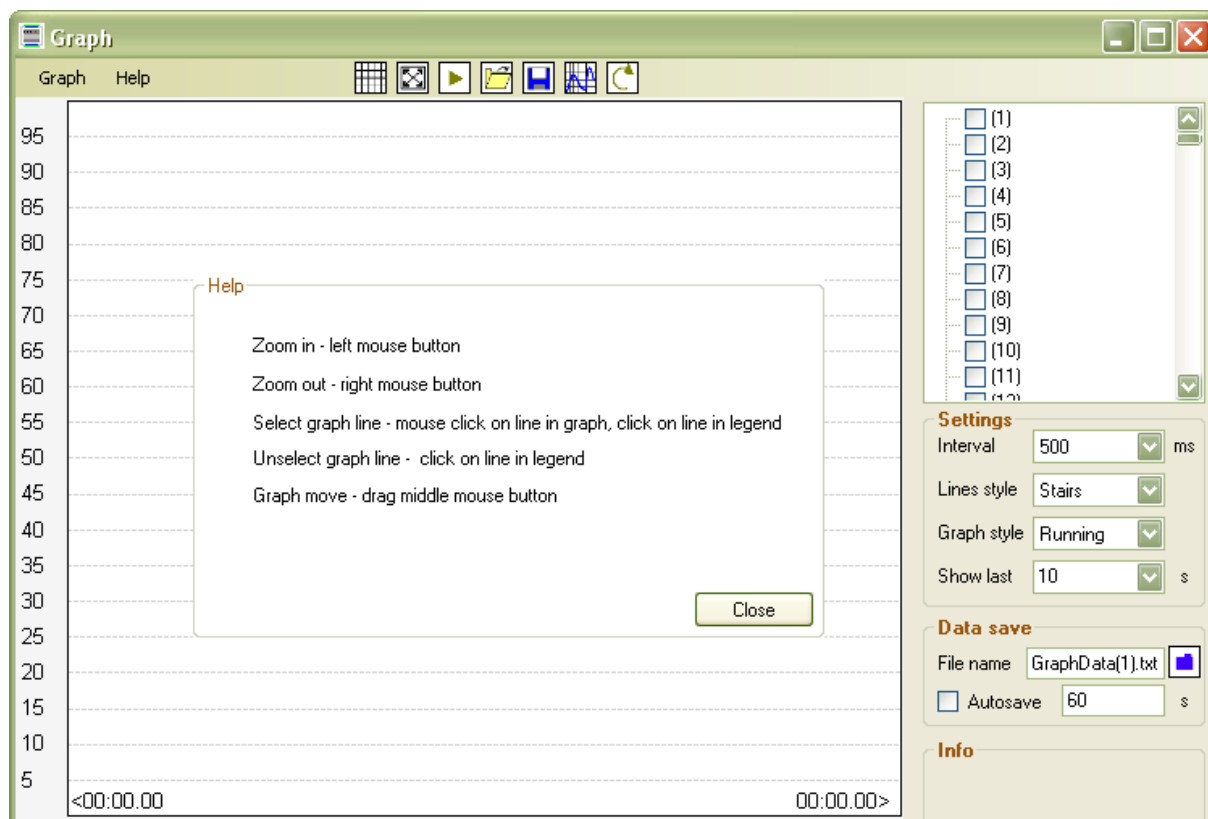 Graph
Graph Help
95
90
85
80
75
70
65
60
55
50
45
40
35
30
25
20
15
10
5
<00:00.00 00:00.00>
Help
Zoom in - left mouse button
Zoom out - right mouse button
Select graph line - mouse click on line in graph, click on line in legend
Unselect graph line - click on line in legend
Graph move - drag middle mouse button
Close
(1)
(2)
(3)
(4)
(5)
(6)
(7)
(8)
(9)
(10)
(11)
(12)
Settings
Interval 500 ms
Lines style Stairs
Graph style Running
Show last 10 s
Data save
File name GraphData(1).txt
Autosave 60 s
Info